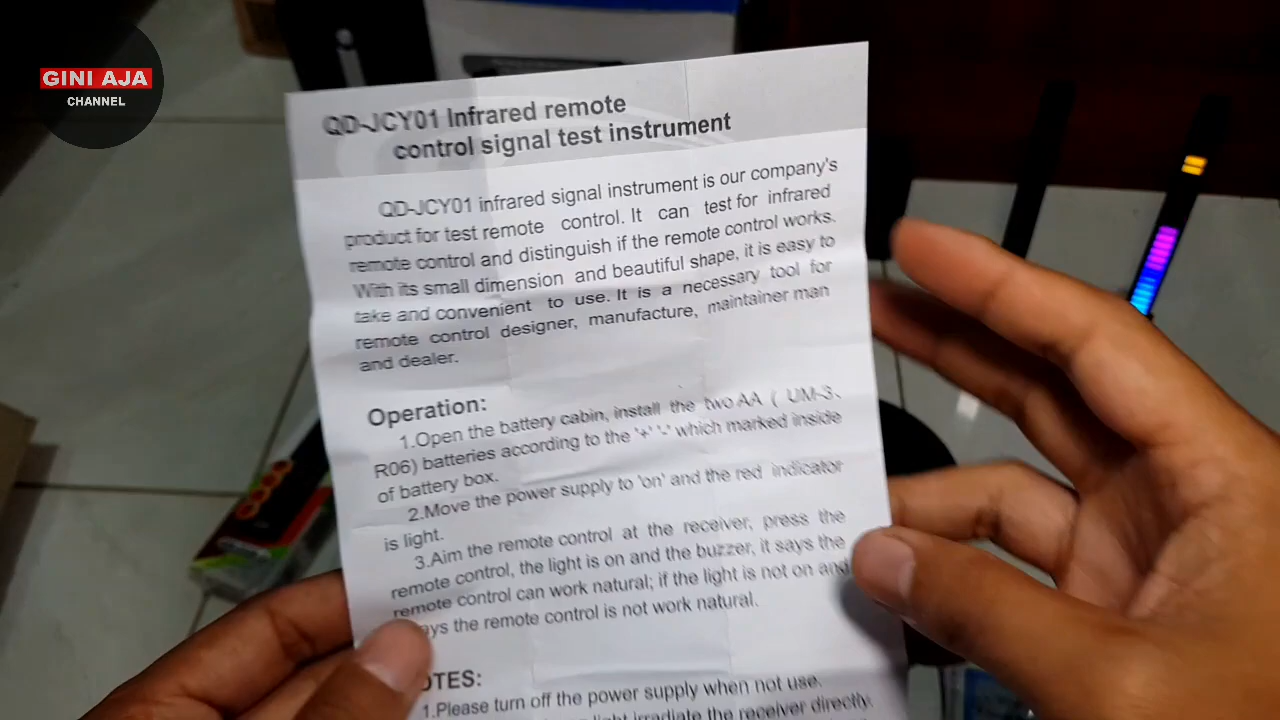 GINI AJA
CHANNEL
QD-JCY01 Infrared remote
control signal test instrument
QD-JCY01 infrared signal instrument is our company's
product for test remote control. It can test for infrared
remote control and distinguish if the remote control works.
With its small dimension and beautiful shape, it is easy to
take and convenient to use. It is a necessary tool for
remote control designer, manufacture, maintainer man
and dealer.
Operation:
1.Open the battery cabin, install the two AA ( UM-3、
R06) batteries according to the '+' '-' which marked inside
of battery box.
2.Move the power supply to 'on' and the red indicator
is light.
3.Aim the remote control at the receiver, press the
remote control, the light is on and the buzzer, it says the
remote control can work natural; if the light is not on and
the remote control is not work natural.
1.Please turn off the power supply when not use.
light irradiate the receiver directly.